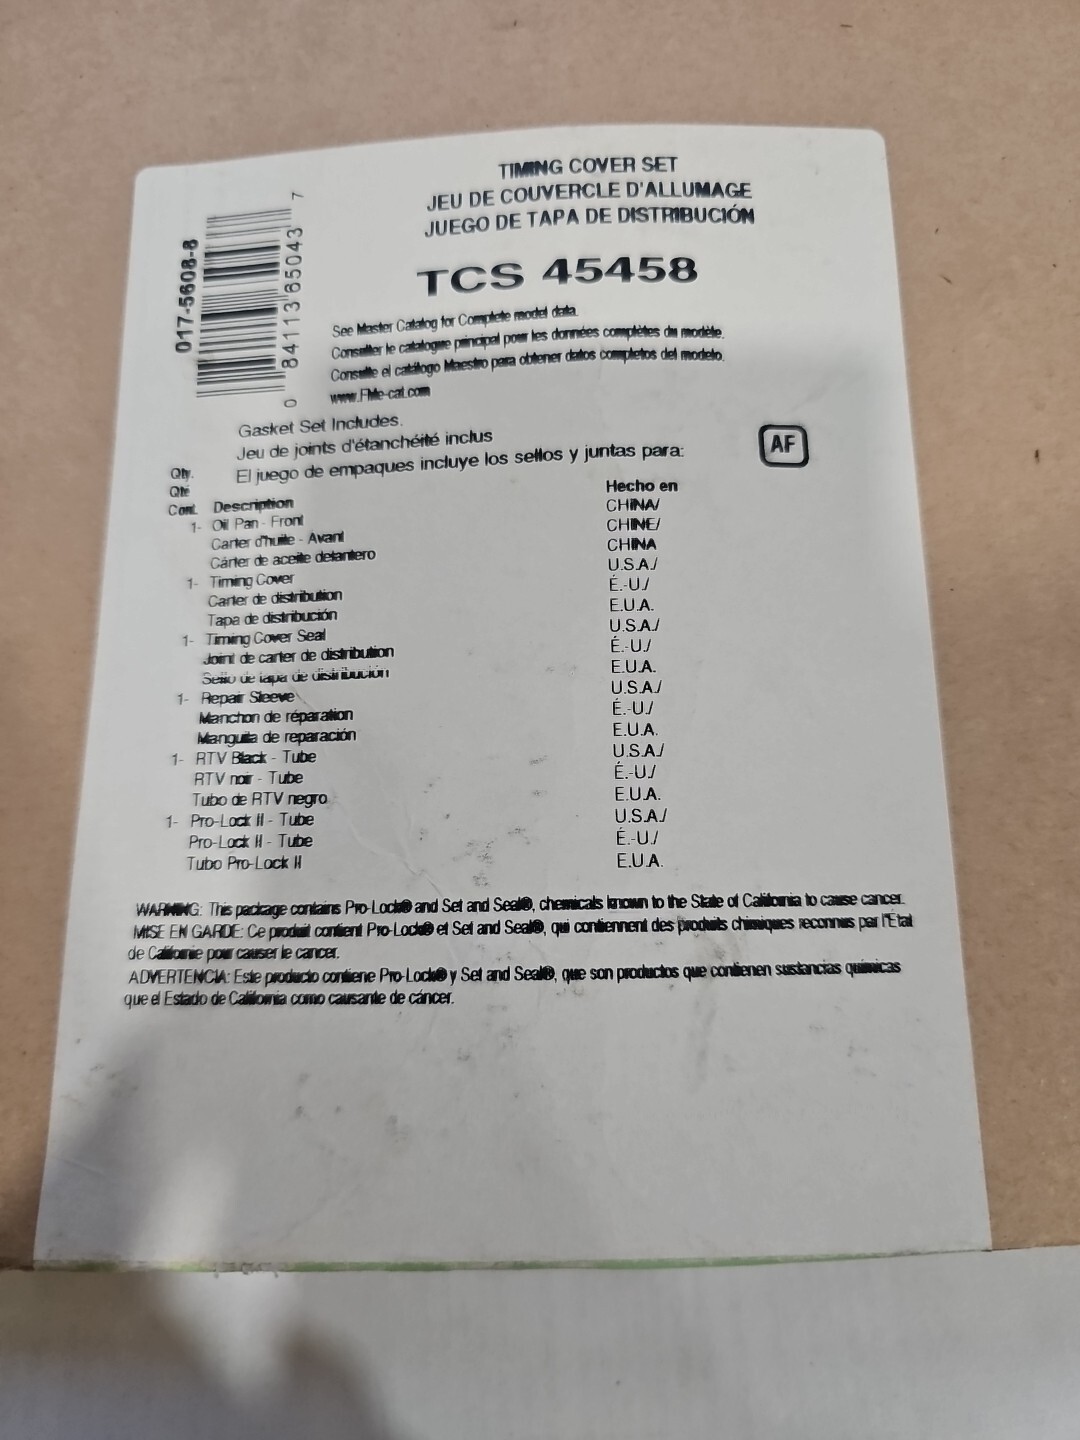 TIMING COVER SET
JEU DE COUVERCLE D'ALLUMAGE
JUEGO DE TAPA DE DISTRIBUCIÓN
TCS 45458
017-5608-8
0 84113 65043 7
See Master Catalog for Complete model data.
Consulter le catalogue principal pour les données complètes du modèle.
Consulte el catálogo Maestro para obtener datos completos del modelo.
www.FMe-cat.com
Gasket Set Includes.
Jeu de joints d'étanchéité inclus
El juego de empaques incluye los sellos y juntas para:
AF
Qty.
Qté
Cant. Description Hecho en
1- Oil Pan - Front CHINA/
Carter d'huile - Avant CHINE/
Cárter de aceite delantero CHINA
1- Timing Cover U.S.A./
Carter de distribution É.-U./
Tapa de distribución E.U.A.
1- Timing Cover Seal U.S.A./
Joint de carter de distribution É.-U./
Sello de tapa de distribución E.U.A.
1- Repair Sleeve U.S.A./
Manchon de réparation É.-U./
Manguita de reparación E.U.A.
1- RTV Black - Tube U.S.A./
RTV noir - Tube É.-U./
Tubo de RTV negro E.U.A.
1- Pro-Lock II - Tube U.S.A./
Pro-Lock II - Tube É.-U./
Tubo Pro-Lock II E.U.A.
WARNING: This package contains Pro-Lock® and Set and Seal®, chemicals known to the State of California to cause cancer.
MISE EN GARDE: Ce produit contient Pro-Lock® et Set and Seal®, qui contiennent des produits chimiques reconnus par l'État
de Californie pour causer le cancer.
ADVERTENCIA: Este producto contiene Pro-Lock® y Set and Seal®, que son productos que contienen sustancias químicas
que el Estado de California como causante de cáncer.